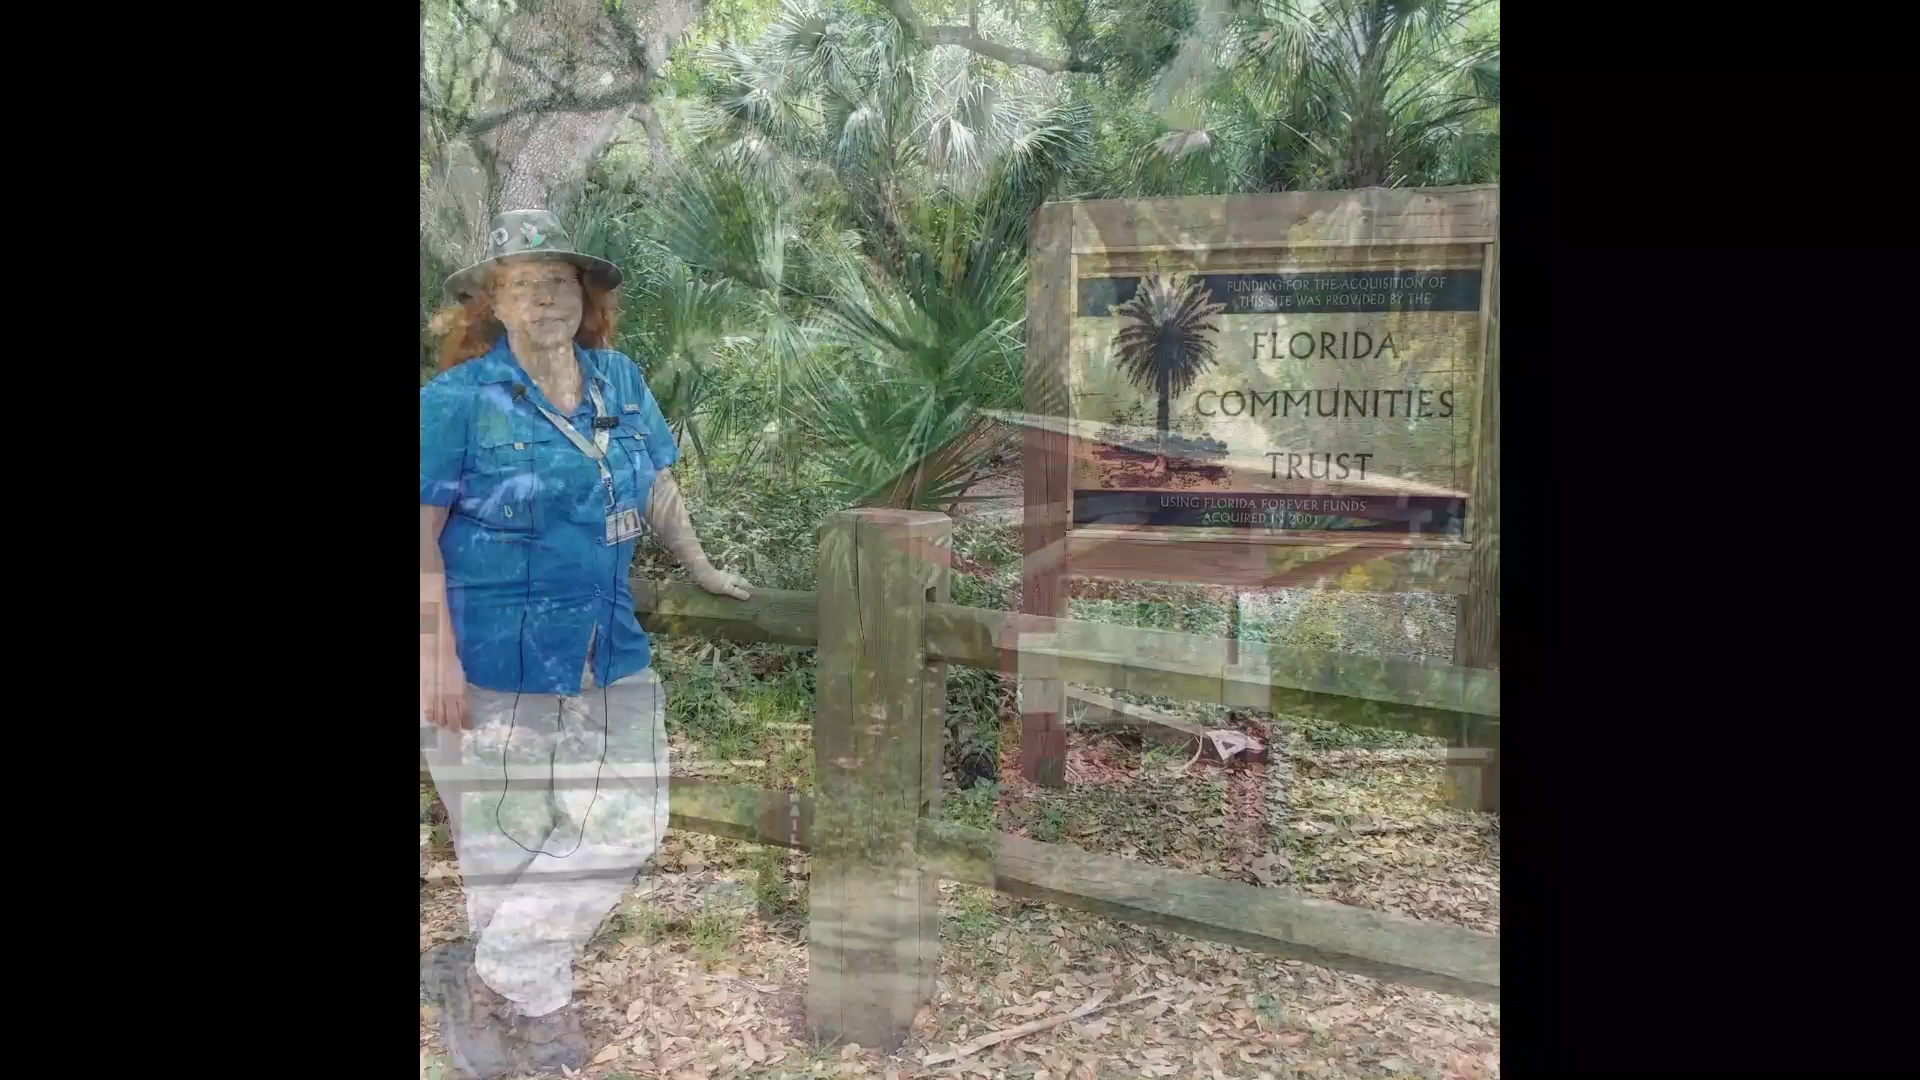 FUNDING FOR THE ACQUISITION OF
THIS SITE WAS PROVIDED BY THE
FLORIDA
COMMUNITIES
TRUST
USING FLORIDA FOREVER FUNDS
ACQUIRED IN 2001